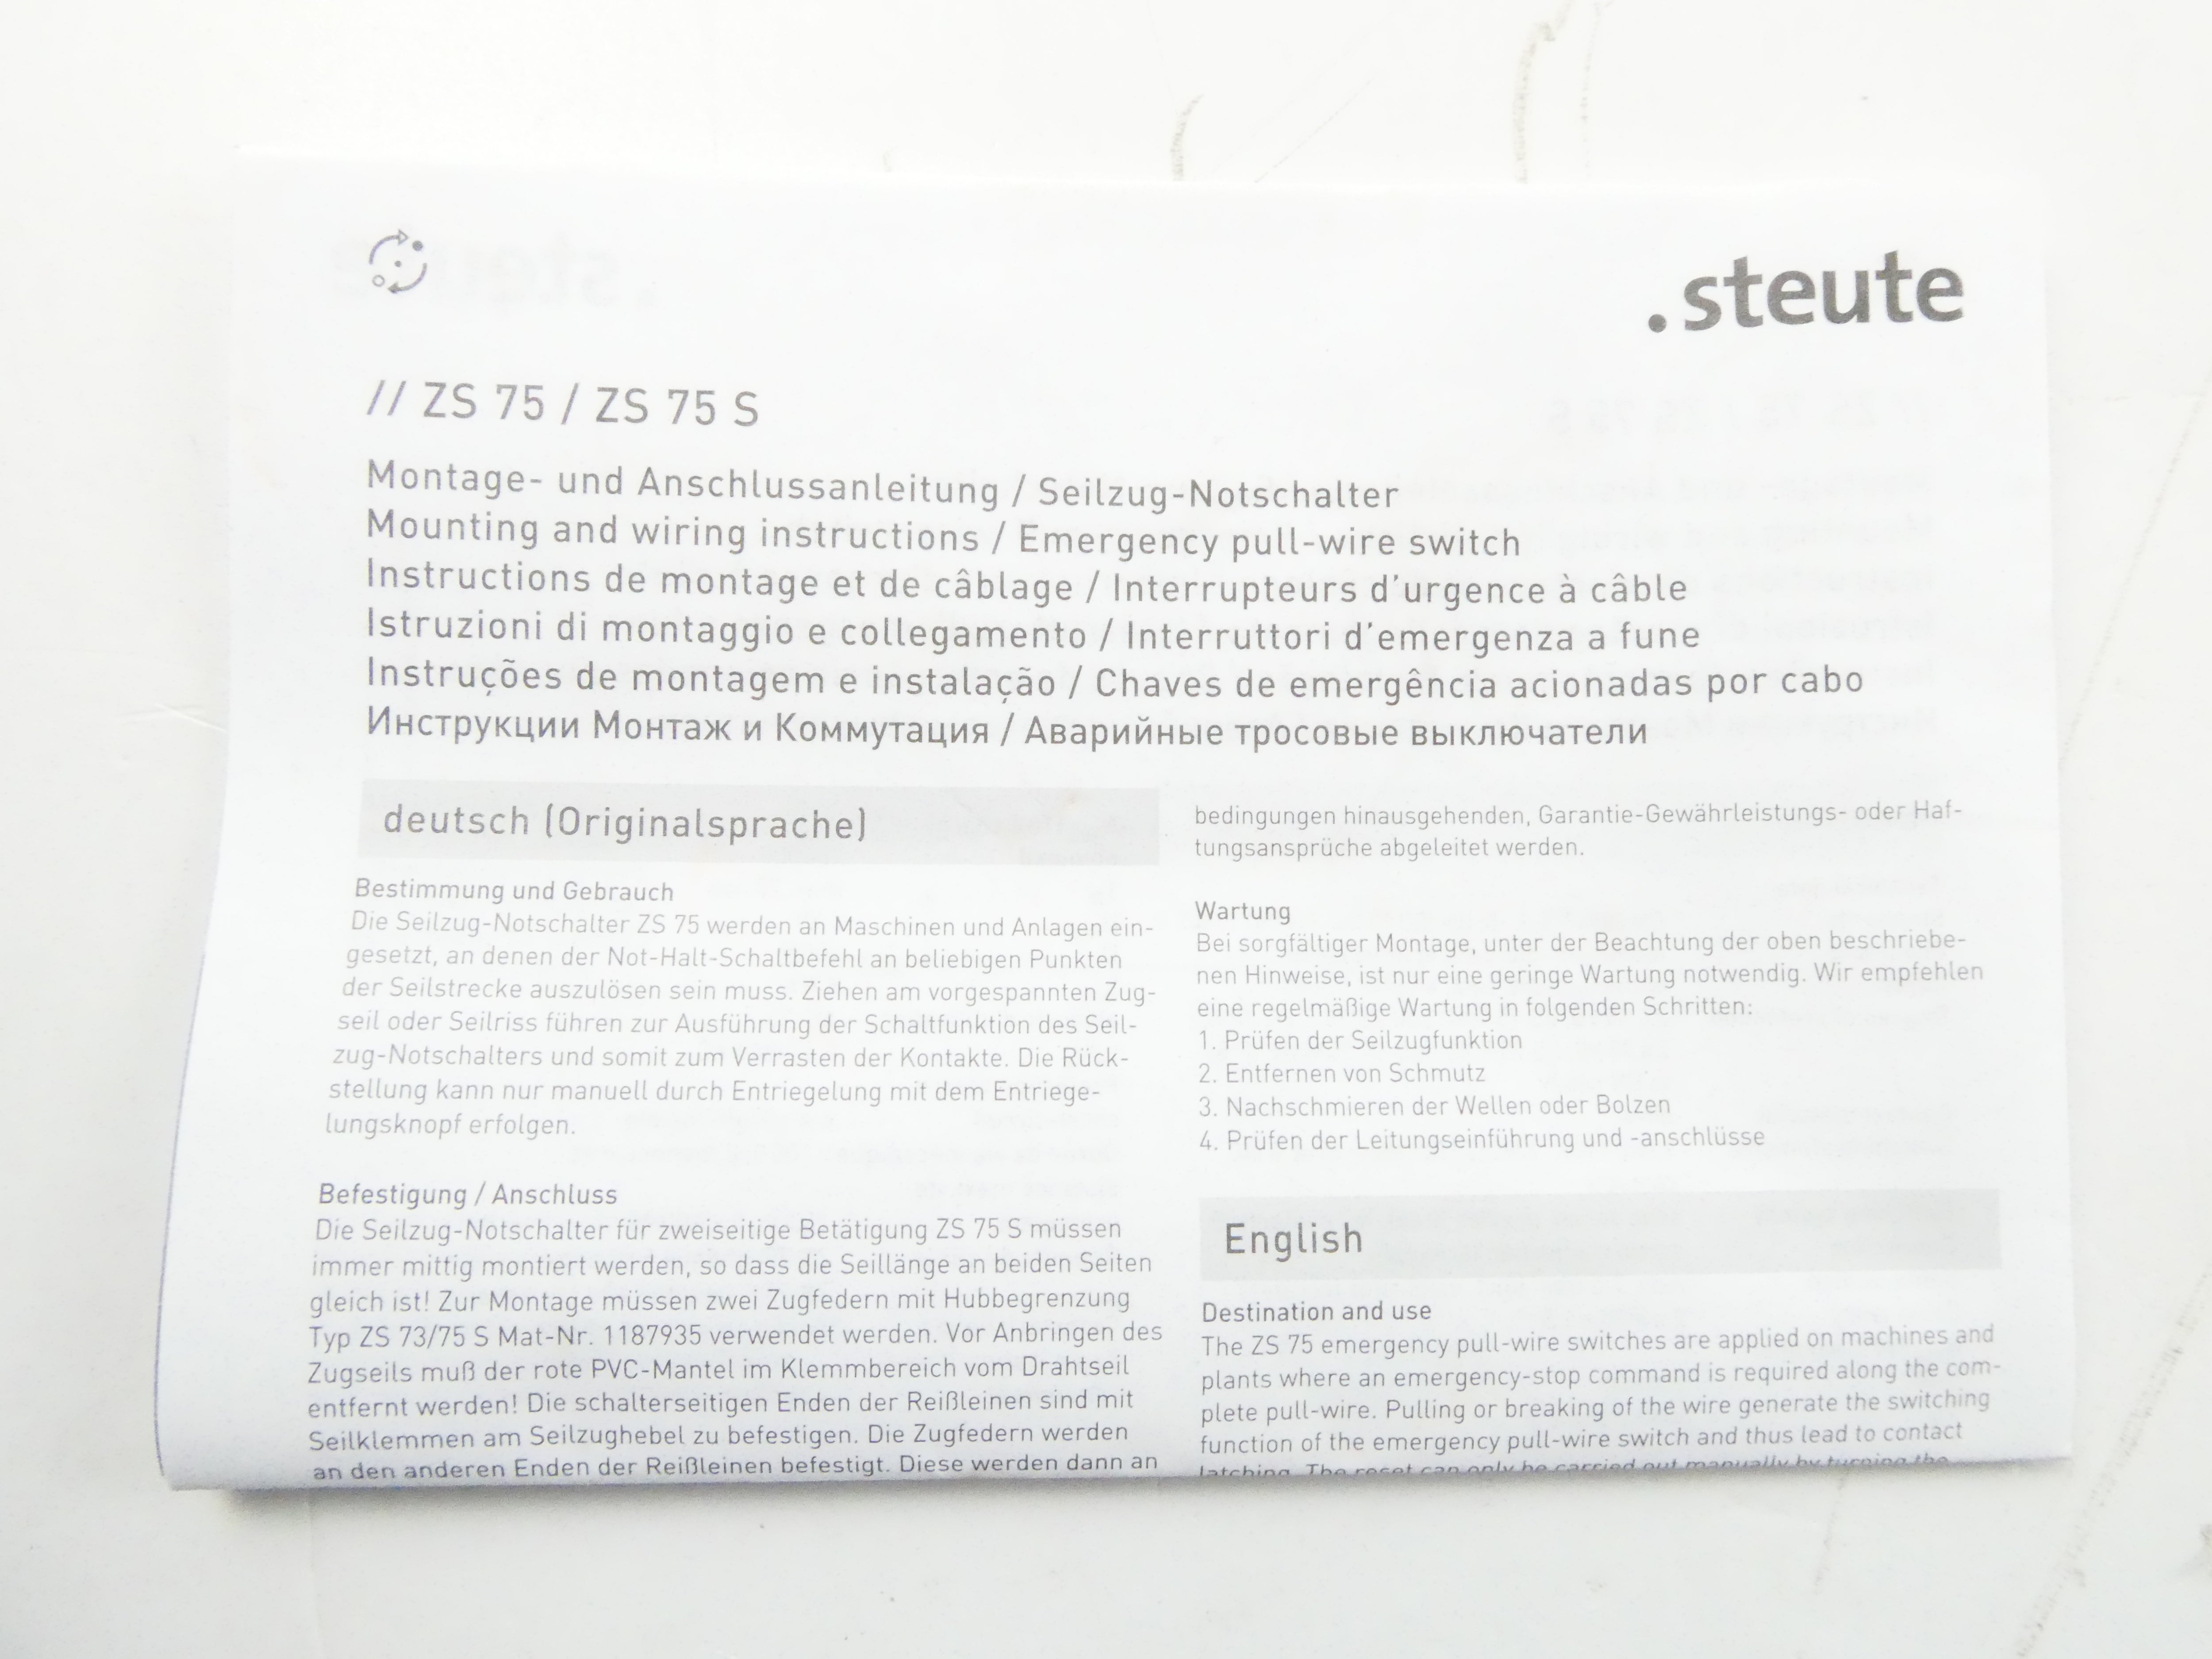 .steute
// ZS 75 / ZS 75 S
Montage- und Anschlussanleitung / Seilzug-Notschalter
Mounting and wiring instructions / Emergency pull-wire switch
Instructions de montage et de câblage / Interrupteurs d'urgence à câble
Istruzioni di montaggio e collegamento / Interruttori d'emergenza a fune
Instruções de montagem e instalação / Chaves de emergência acionadas por cabo
Инструкции Монтаж и Коммутация / Аварийные тросовые выключатели
deutsch (Originalsprache)
Bestimmung und Gebrauch
Die Seilzug-Notschalter ZS 75 werden an Maschinen und Anlagen ein-
gesetzt, an denen der Not-Halt-Schaltbefehl an beliebigen Punkten
der Seilstrecke auszulösen sein muss. Ziehen am vorgespannten Zug-
seil oder Seilriss führen zur Ausführung der Schaltfunktion des Seil-
zug-Notschalters und somit zum Verrasten der Kontakte. Die Rück-
stellung kann nur manuell durch Entriegelung mit dem Entriege-
lungsknopf erfolgen.
Befestigung / Anschluss
Die Seilzug-Notschalter für zweiseitige Betätigung ZS 75 S müssen
immer mittig montiert werden, so dass die Seillänge an beiden Seiten
gleich ist! Zur Montage müssen zwei Zugfedern mit Hubbegrenzung
Typ ZS 73/75 S Mat-Nr. 1187935 verwendet werden. Vor Anbringen des
Zugseils muß der rote PVC-Mantel im Klemmbereich vom Drahtseil
entfernt werden! Die schalterseitigen Enden der Reißleinen sind mit
Seilklemmen am Seilzughebel zu befestigen. Die Zugfedern werden
an den anderen Enden der Reißleinen befestigt. Diese werden dann an
bedingungen hinausgehenden, Garantie-Gewährleistungs- oder Haf-
tungsansprüche abgeleitet werden.
Wartung
Bei sorgfältiger Montage, unter der Beachtung der oben beschriebe-
nen Hinweise, ist nur eine geringe Wartung notwendig. Wir empfehlen
eine regelmäßige Wartung in folgenden Schritten:
1. Prüfen der Seilzugfunktion
2. Entfernen von Schmutz
3. Nachschmieren der Wellen oder Bolzen
4. Prüfen der Leitungseinführung und -anschlüsse
English
Destination and use
The ZS 75 emergency pull-wire switches are applied on machines and
plants where an emergency-stop command is required along the com-
plete pull-wire. Pulling or breaking of the wire generate the switching
function of the emergency pull-wire switch and thus lead to contact
latching. The reset can only be carried out manually by turning the